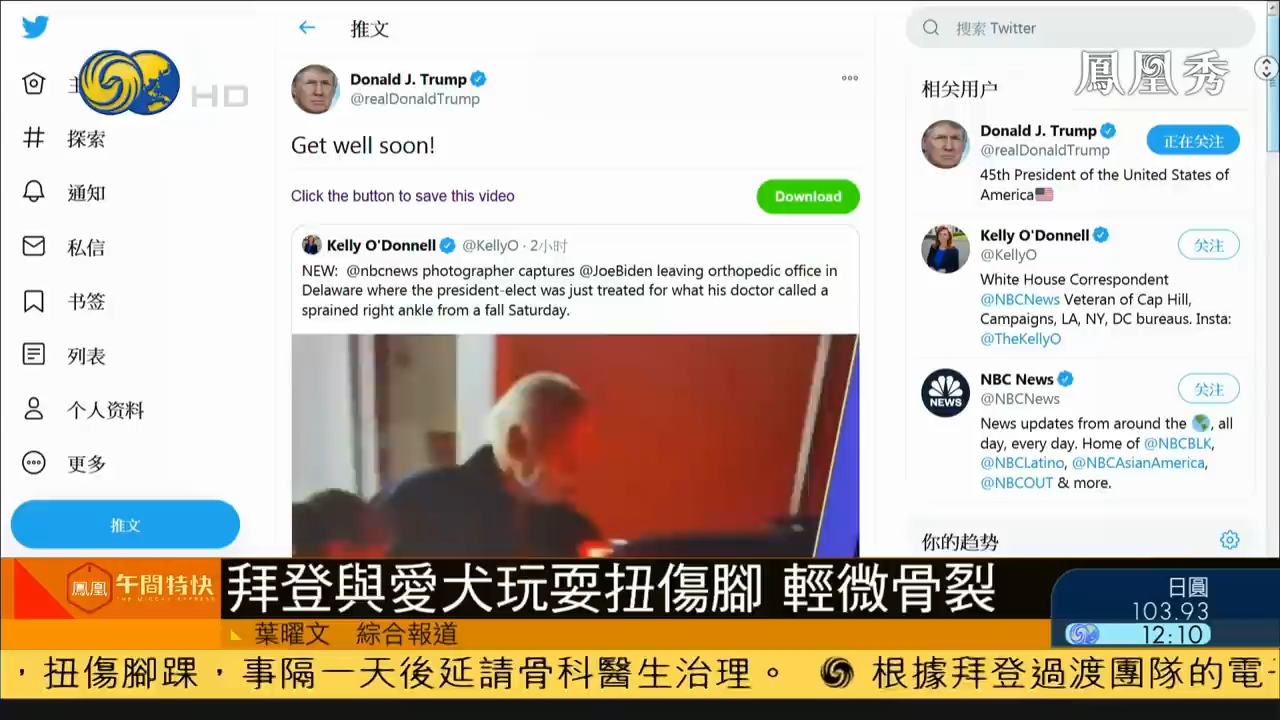 推文
搜索 Twitter
鳳凰秀
HD
主
探索
通知
私信
书签
列表
个人资料
更多
推文
Donald J. Trump
@realDonaldTrump
Get well soon!
Click the button to save this video
Download
Kelly O'Donnell @KellyO · 2小时
NEW: @nbcnews photographer captures @JoeBiden leaving orthopedic office in
Delaware where the president-elect was just treated for what his doctor called a
sprained right ankle from a fall Saturday.
相关用户
Donald J. Trump
@realDonaldTrump
正在关注
45th President of the United States of
America
Kelly O'Donnell
@KellyO
关注
White House Correspondent
@NBCNews Veteran of Cap Hill,
Campaigns, LA, NY, DC bureaus. Insta:
@TheKellyO
NBC News
@NBCNews
关注
NEWS
News updates from around the , all
day, every day. Home of @NBCBLK,
@NBCLatino, @NBCAsianAmerica,
@NBCOUT & more.
你的趋势
鳳凰 午間特快
拜登與愛犬玩耍扭傷腳 輕微骨裂
葉曜文 綜合報道
日圓
103.93
12:10
，扭傷腳踝，事隔一天後延請骨科醫生治理。 根據拜登過渡團隊的電